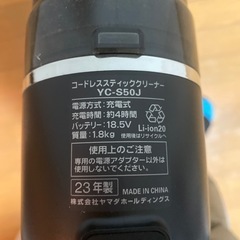 コードレススティッククリーナー
YC-S50J
電源方式：充電式
充電時間：約4時間
バッテリー：18.5V
質量：1.8kg
Li-ion20
使用後はリサイクルへ
使用上のご注意
専用の電源アダプター以外は
使用しないでください。
23年製
MADE IN CHINA
株式会社ヤマダホールディングス